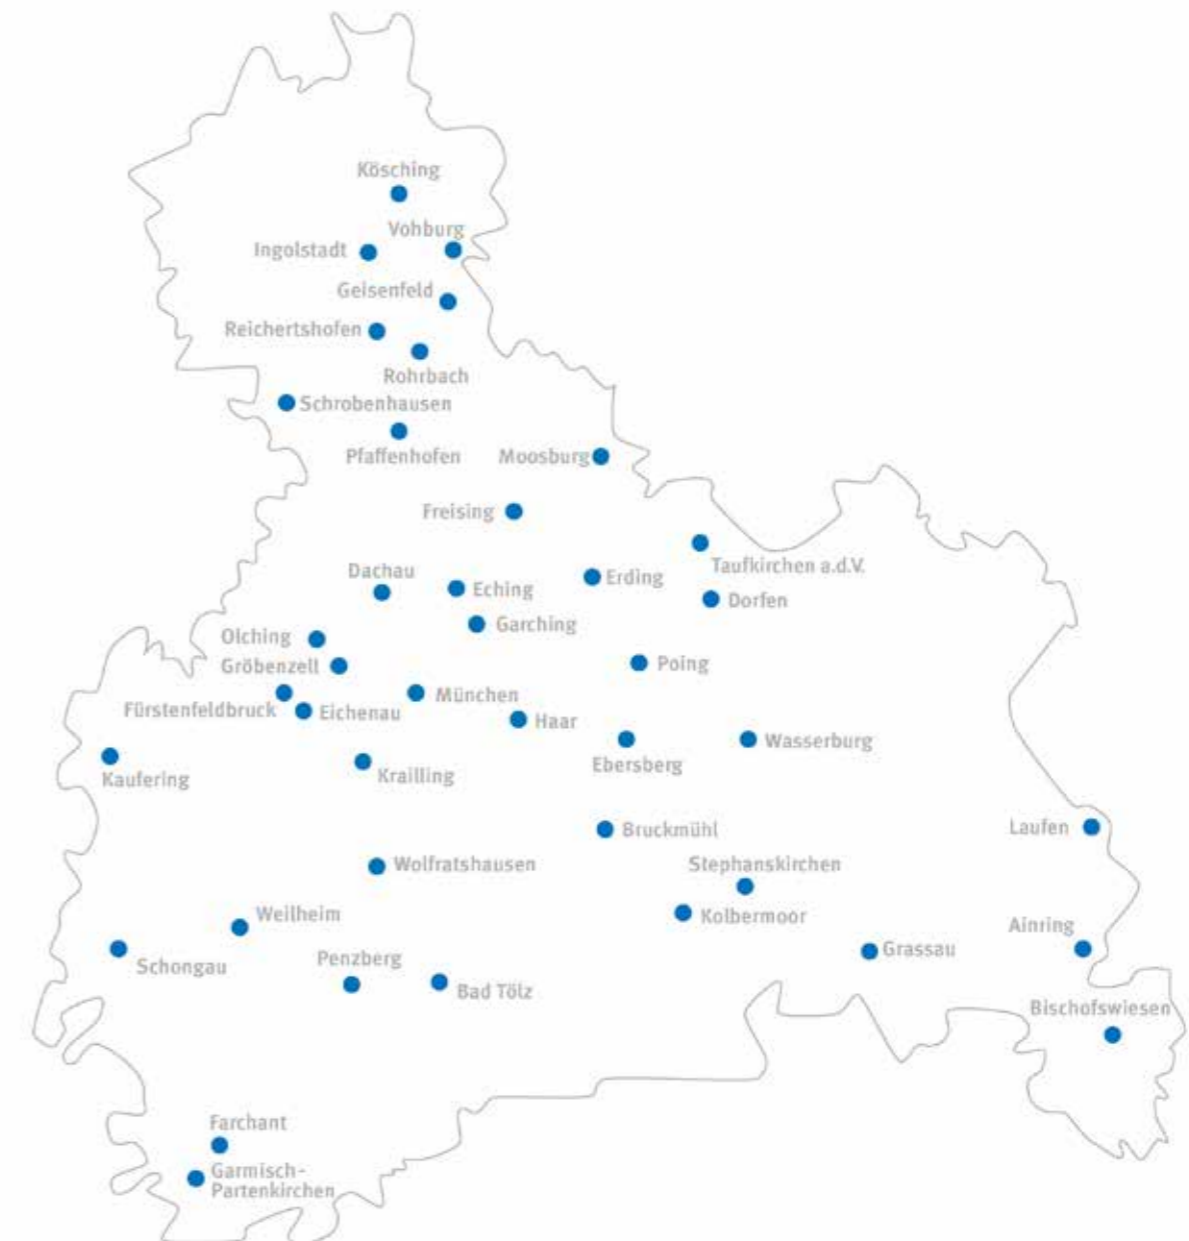 Kösching
Vohburg
Ingolstadt
Geisenfeld
Reichertshofen
Rohrbach
Schrobenhausen
Pfaffenhofen
Moosburg
Freising
Taufkirchen a.d.V.
Dachau
Erding
Eching
Dorfen
Garching
Olching
Gröbenzell
Poing
München
Fürstenfeldbruck
Eichenau
Haar
Wasserburg
Ebersberg
Kaufering
Krailling
Bruckmühl
Laufen
Wolfratshausen
Stephanskirchen
Weilheim
Kolbermoor
Ainring
Grassau
Schongau
Penzberg
Bad Tölz
Bischofswiesen
Farchant
Garmisch-
Partenkirchen